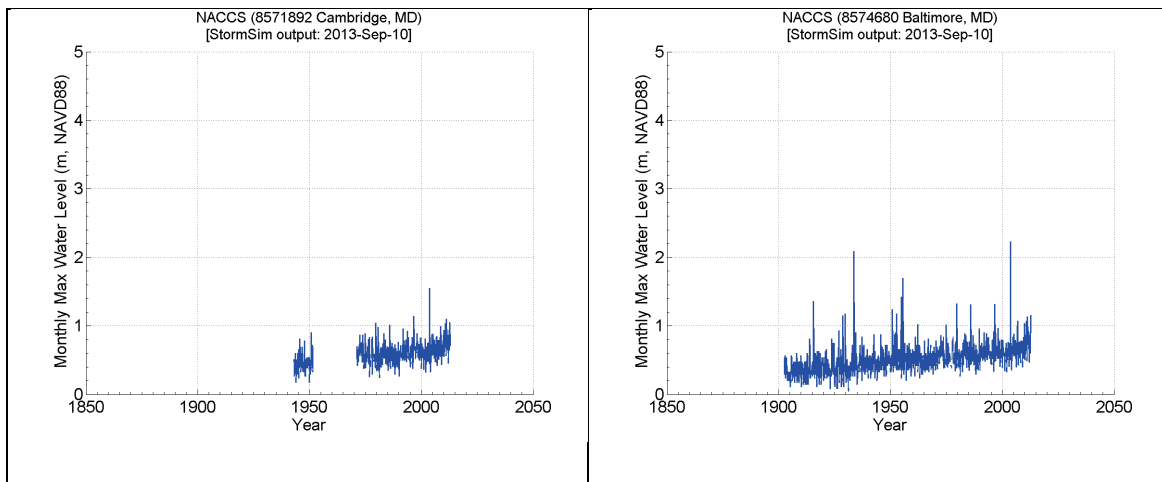 NACCS (8571892 Cambridge, MD)
[StormSim output: 2013-Sep-10]
Monthly Max Water Level (m, NAVD88)
5
4
3
2
1
0
1850
1900
1950
2000
2050
Year
NACCS (8574680 Baltimore, MD)
[StormSim output: 2013-Sep-10]
Monthly Max Water Level (m, NAVD88)
5
4
3
2
1
0
1850
1900
1950
2000
2050
Year